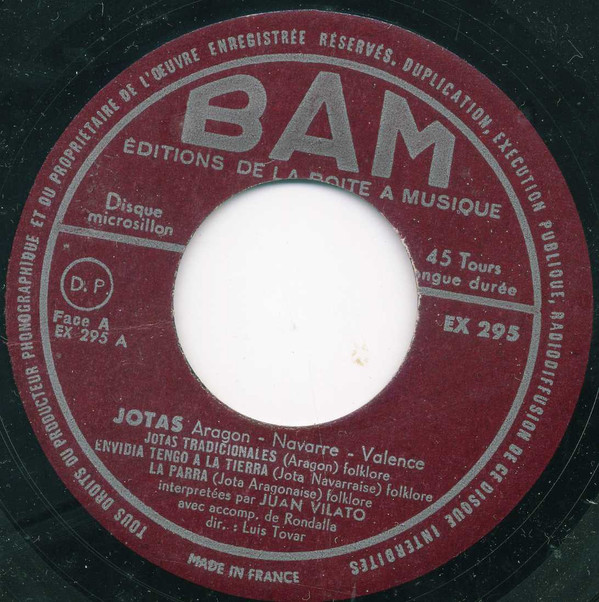 TOUS DROITS DU PRODUCTEUR PHONOGRAPHIQUE ET DU PROPRIÉTAIRE DE L'ŒUVRE ENREGISTRÉE RÉSERVÉS. DUPLICATION, EXÉCUTION PUBLIQUE, RADIODIFFUSION DE CE DISQUE INTERDITES
BAM
ÉDITIONS DE LA BOITE A MUSIQUE
Disque
microsillon
45 Tours
ongue durée
D.P
Face A
EX 295 A
EX 295
JOTAS Aragon - Navarre - Valence
JOTAS TRADICIONALES (Aragon) folklore
ENVIDIA TENGO A LA TIERRA (Jota Navarraise) folklore
LA PARRA (Jota Aragonaise) folklore
interpretées par JUAN VILATO
avec accomp. de Rondalla
dir. : Luis Tovar
MADE IN FRANCE